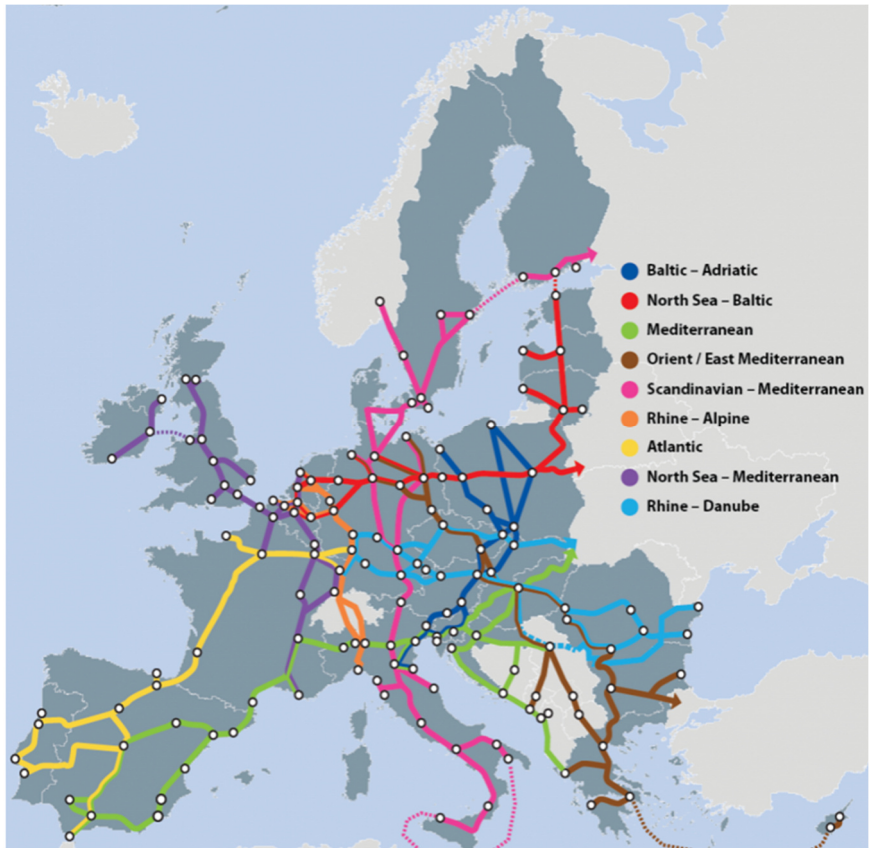 Baltic – Adriatic
North Sea – Baltic
Mediterranean
Orient / East Mediterranean
Scandinavian – Mediterranean
Rhine – Alpine
Atlantic
North Sea – Mediterranean
Rhine – Danube